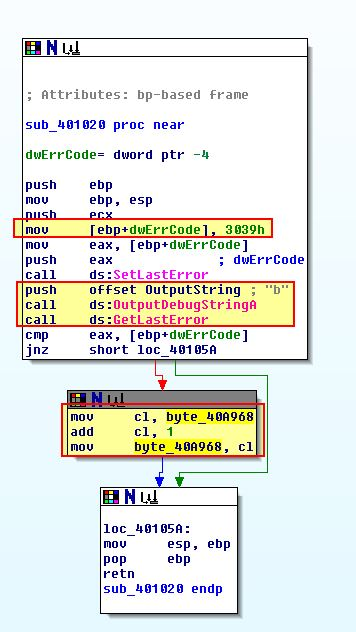 ; Attributes: bp-based frame
sub_401020 proc near
dwErrCode= dword ptr -4
push ebp
mov ebp, esp
push ecx
mov [ebp+dwErrCode], 3039h
mov eax, [ebp+dwErrCode]
push eax ; dwErrCode
call ds:SetLastError
push offset OutputString ; "b"
call ds:OutputDebugStringA
call ds:GetLastError
cmp eax, [ebp+dwErrCode]
jnz short loc_40105A
mov cl, byte_40A968
add cl, 1
mov byte_40A968, cl
loc_40105A:
mov esp, ebp
pop ebp
retn
sub_401020 endp